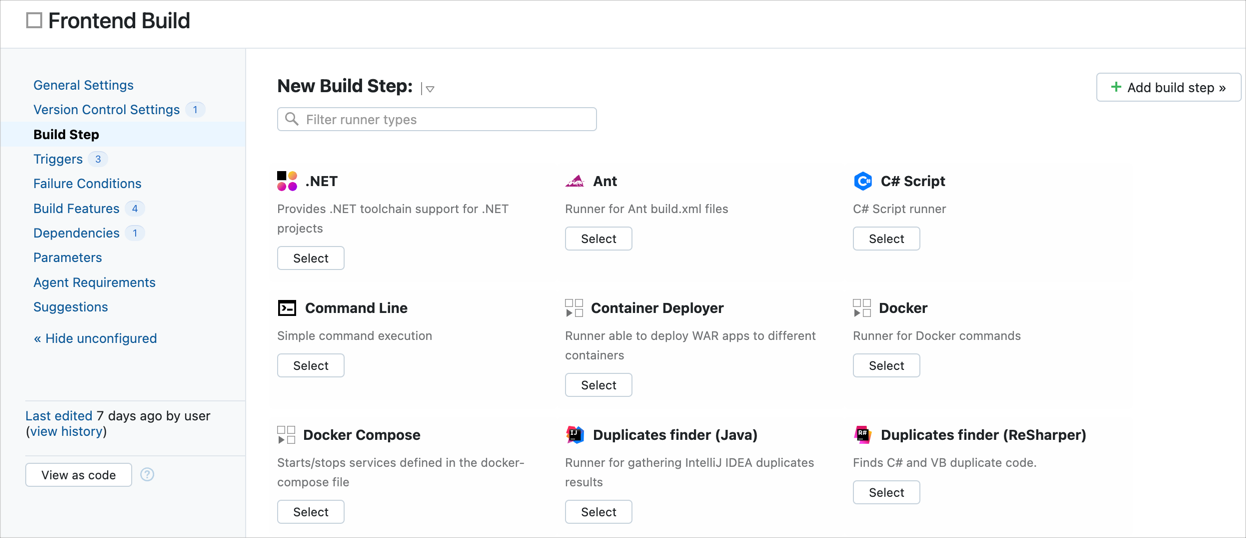 Frontend Build
General Settings
Version Control Settings 1
Build Step
Triggers 3
Failure Conditions
Build Features 4
Dependencies 1
Parameters
Agent Requirements
Suggestions
« Hide unconfigured
Last edited 7 days ago by user
(view history)
View as code ?
New Build Step:
+ Add build step »
Filter runner types
.NET
Provides .NET toolchain support for .NET
projects
Select
Ant
Runner for Ant build.xml files
Select
C# Script
C# Script runner
Select
Command Line
Simple command execution
Select
Container Deployer
Runner able to deploy WAR apps to different
containers
Select
Docker
Runner for Docker commands
Select
Docker Compose
Starts/stops services defined in the docker-
compose file
Select
Duplicates finder (Java)
Runner for gathering IntelliJ IDEA duplicates
results
Select
Duplicates finder (ReSharper)
Finds C# and VB duplicate code.
Select